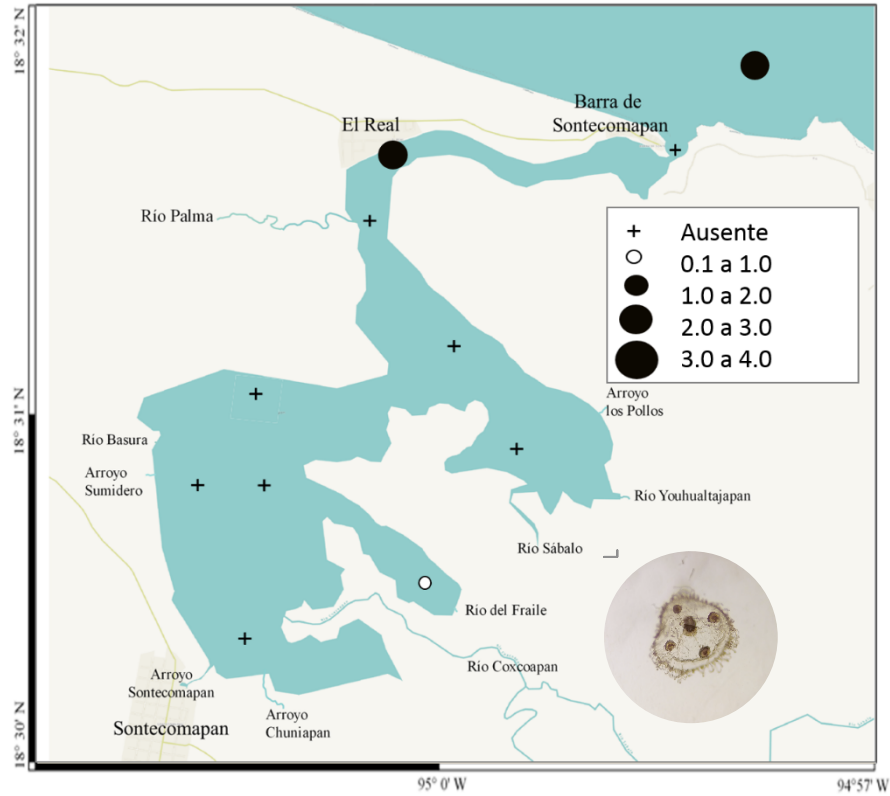 18° 32' N
Barra de
Sontecomapan
El Real
Río Palma
Ausente
0.1 a 1.0
1.0 a 2.0
2.0 a 3.0
3.0 a 4.0
18° 31' N
Arroyo
los Pollos
Río Basura
Arroyo
Sumidero
Río Youhualtajapan
Río Sábalo
Rio del Fraile
Río Coxcoapan
Arroyo
Sontecomapan
Arroyo
Chuniapan
Sontecomapan
18° 30' N
95° 0' W
94° 57' W